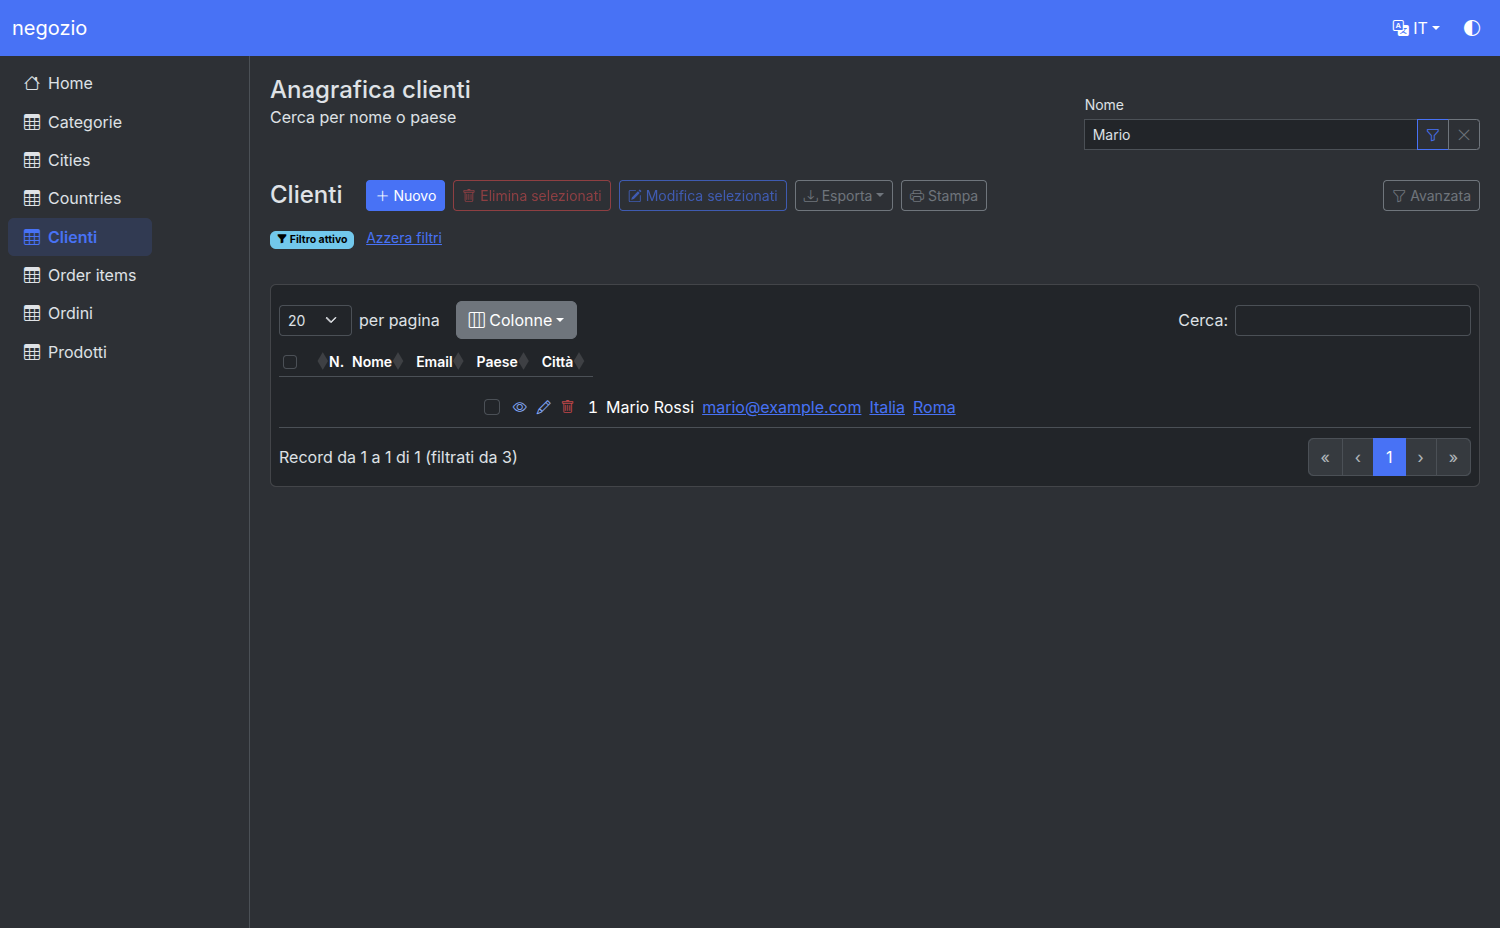 negozio
IT
Home
Categorie
Cities
Countries
Clienti
Order items
Ordini
Prodotti
Anagrafica clienti
Cerca per nome o paese
Nome
Mario
Clienti
Nuovo
Elimina selezionati
Modifica selezionati
Esporta
Stampa
Avanzata
Filtro attivo
Azzera filtri
20 per pagina
Colonne
Cerca:
N. Nome Email Paese Città
1 Mario Rossi mario@example.com Italia Roma
Record da 1 a 1 di 1 (filtrati da 3)
« ‹ 1 › »